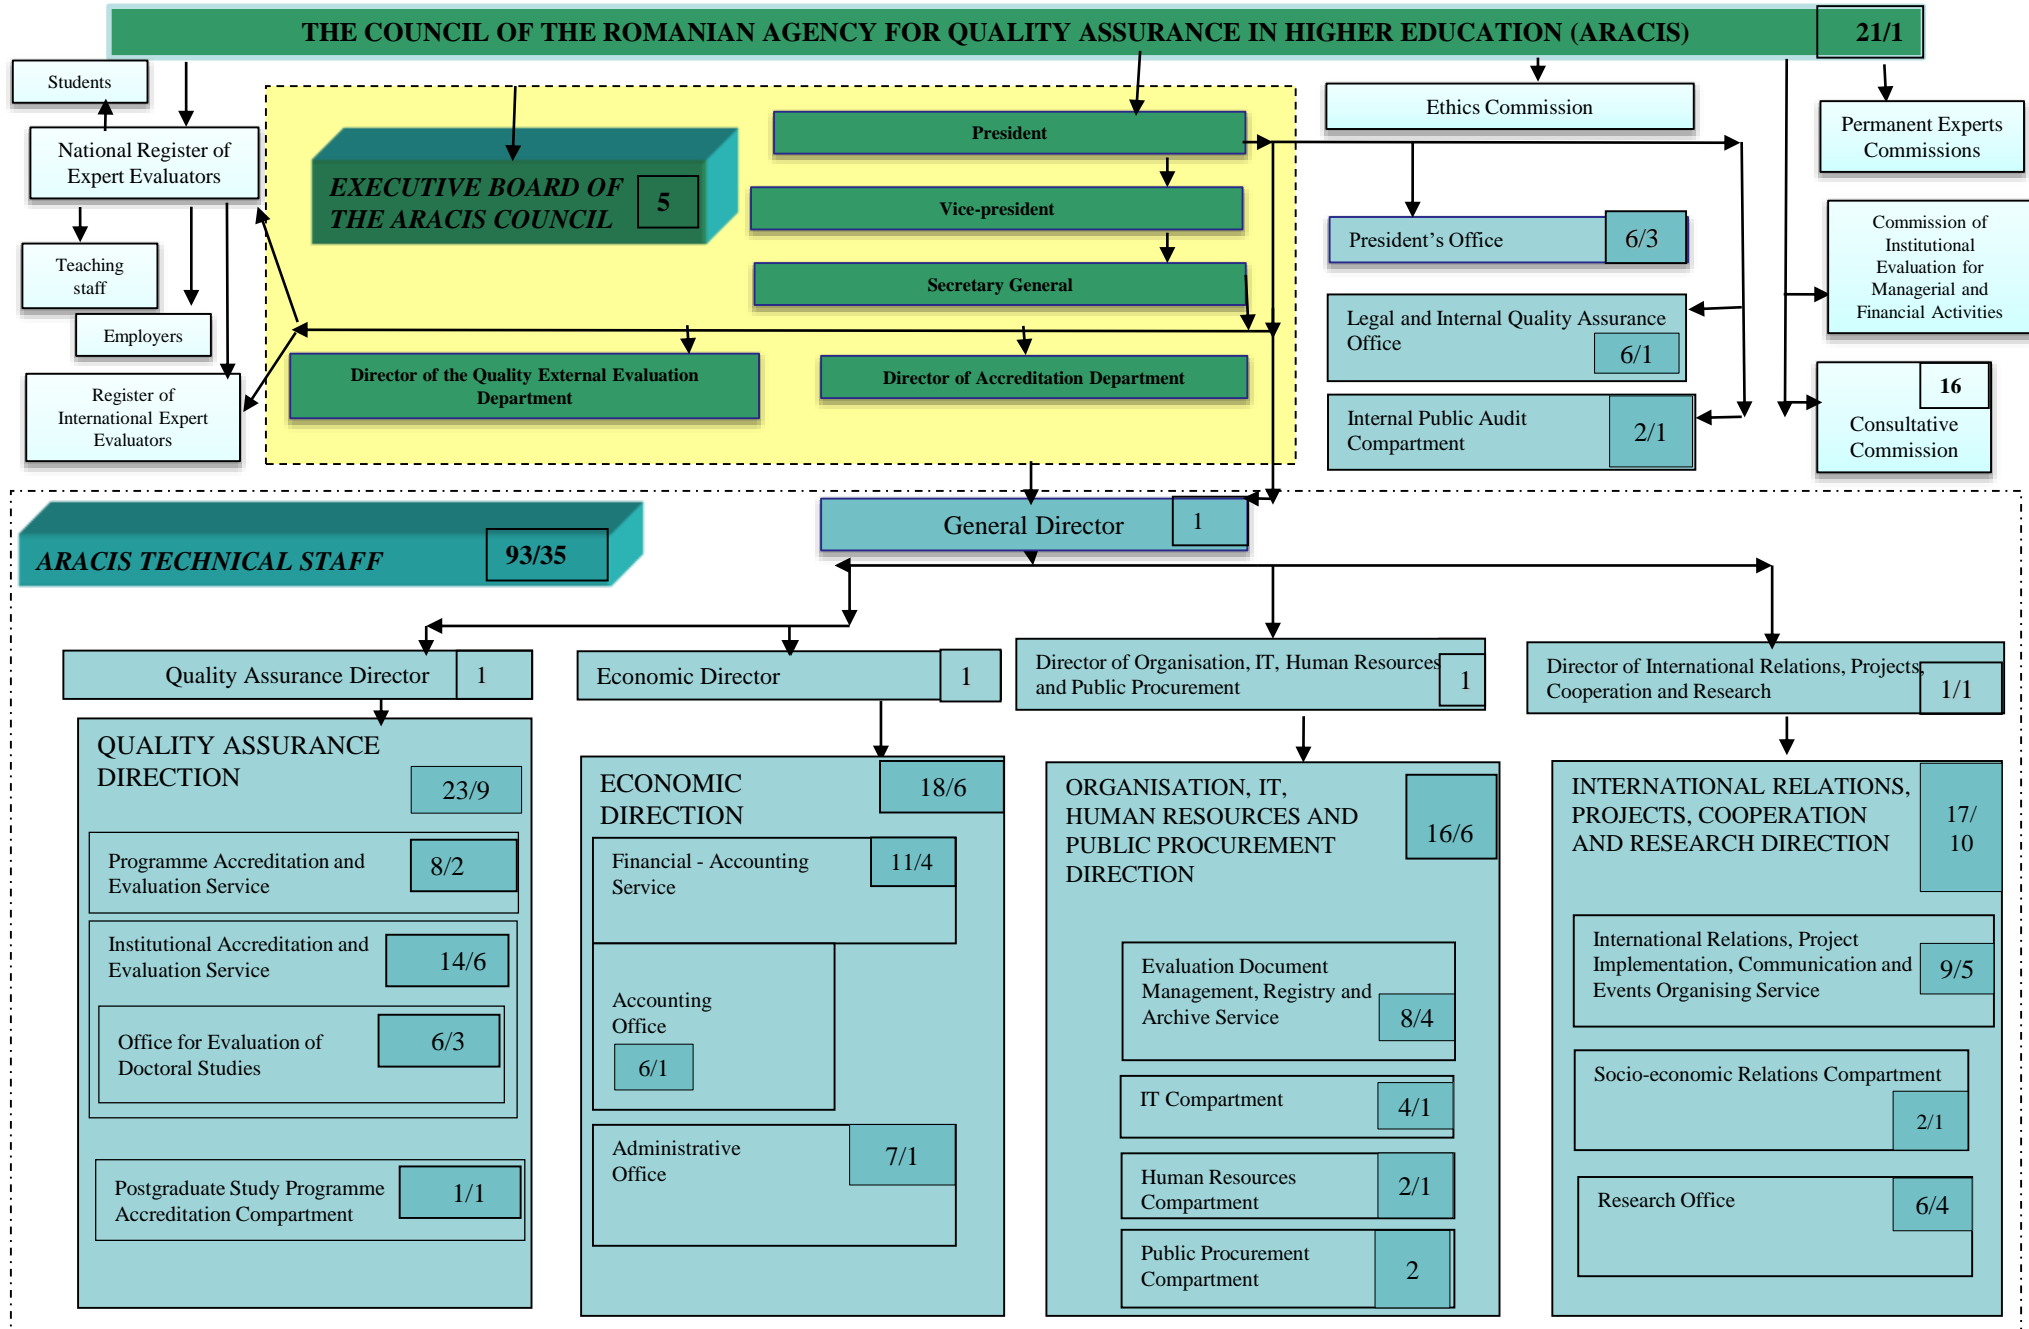 THE COUNCIL OF THE ROMANIAN AGENCY FOR QUALITY ASSURANCE IN HIGHER EDUCATION (ARACIS)
21/1
Students
National Register of
Expert Evaluators
Teaching
staff
Employers
Register of
International Expert
Evaluators
EXECUTIVE BOARD OF
THE ARACIS COUNCIL
5
President
Vice-president
Secretary General
Director of the Quality External Evaluation
Department
Director of Accreditation Department
Ethics Commission
President's Office
6/3
Legal and Internal Quality Assurance
Office
6/1
Internal Public Audit
Compartment
2/1
Permanent Experts
Commissions
Commission of
Institutional
Evaluation for
Managerial and
Financial Activities
16
Consultative
Commission
ARACIS TECHNICAL STAFF
93/35
General Director
1
Quality Assurance Director
1
Economic Director
1
Director of Organisation, IT, Human Resources
and Public Procurement
1
Director of International Relations, Projects,
Cooperation and Research
1/1
QUALITY ASSURANCE
DIRECTION
23/9
Programme Accreditation and
Evaluation Service
8/2
Institutional Accreditation and
Evaluation Service
14/6
Office for Evaluation of
Doctoral Studies
6/3
Postgraduate Study Programme
Accreditation Compartment
1/1
ECONOMIC
DIRECTION
18/6
Financial - Accounting
Service
11/4
Accounting
Office
6/1
Administrative
Office
7/1
ORGANISATION, IT,
HUMAN RESOURCES AND
PUBLIC PROCUREMENT
DIRECTION
16/6
Evaluation Document
Management, Registry and
Archive Service
8/4
IT Compartment
4/1
Human Resources
Compartment
2/1
Public Procurement
Compartment
2
INTERNATIONAL RELATIONS,
PROJECTS, COOPERATION
AND RESEARCH DIRECTION
17/
10
International Relations, Project
Implementation, Communication and
Events Organising Service
9/5
Socio-economic Relations Compartment
2/1
Research Office
6/4